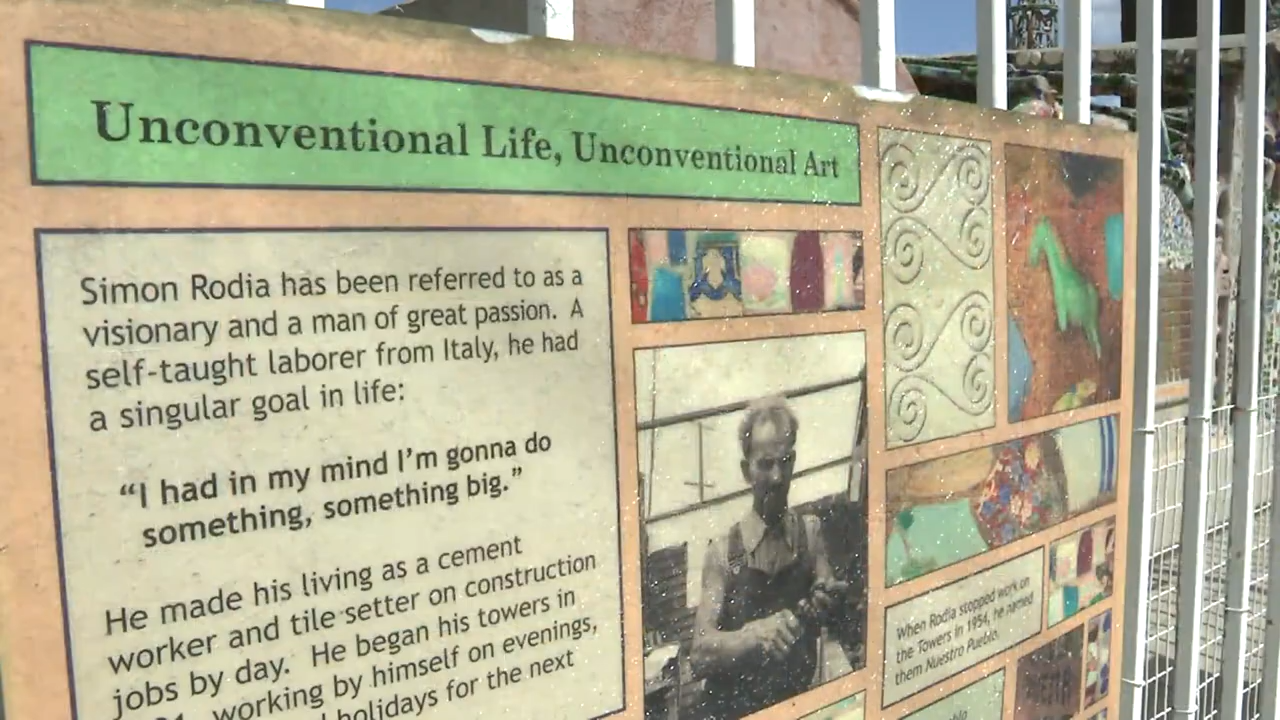 Unconventional Life, Unconventional Art
Simon Rodia has been referred to as a
visionary and a man of great passion. A
self-taught laborer from Italy, he had
a singular goal in life:
“I had in my mind I’m gonna do
something, something big.”
He made his living as a cement
worker and tile setter on construction
jobs by day. He began his towers in
working by himself on evenings,
holidays for the next
When Rodia stopped work on
the Towers in 1954, he named
them Nuestro Pueblo.